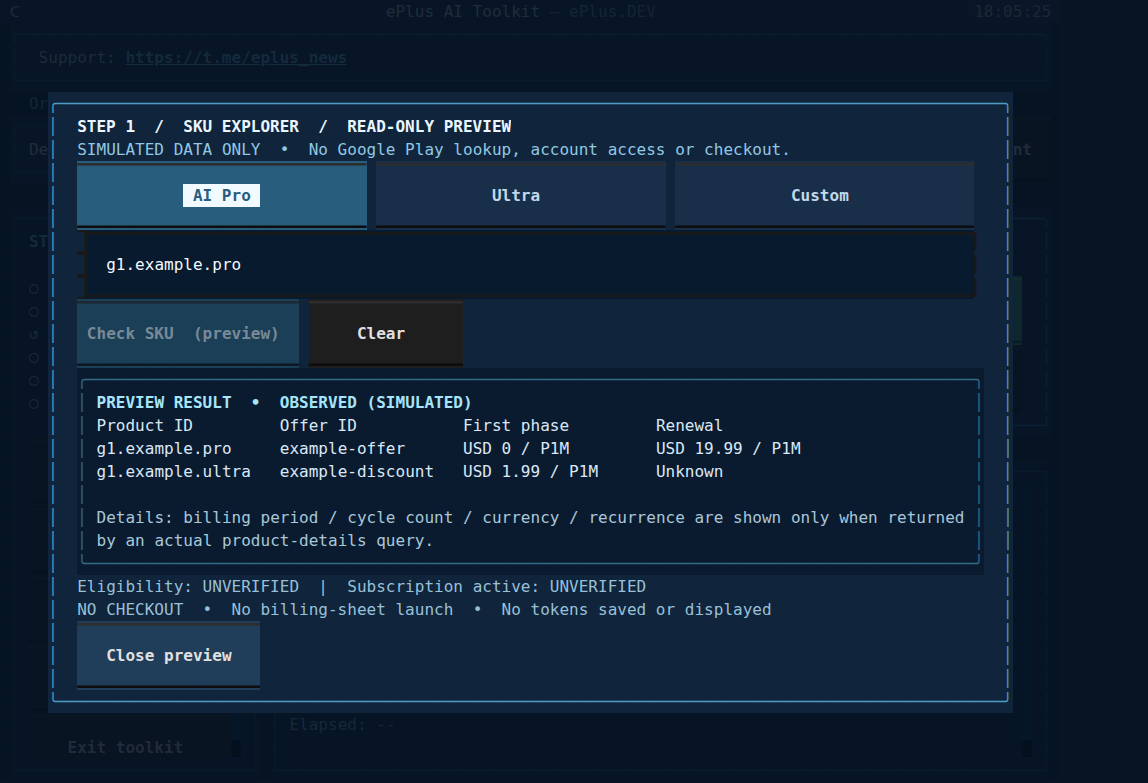 ePlus AI Toolkit — ePlus.DEV 18:05:25
Support: https://t.me/eplus_news
STEP 1 / SKU EXPLORER / READ-ONLY PREVIEW
SIMULATED DATA ONLY • No Google Play lookup, account access or checkout.
AI Pro Ultra Custom
g1.example.pro
Check SKU (preview) Clear
PREVIEW RESULT • OBSERVED (SIMULATED)
Product ID Offer ID First phase Renewal
g1.example.pro example-offer USD 0 / P1M USD 19.99 / P1M
g1.example.ultra example-discount USD 1.99 / P1M Unknown
Details: billing period / cycle count / currency / recurrence are shown only when returned
by an actual product-details query.
Eligibility: UNVERIFIED | Subscription active: UNVERIFIED
NO CHECKOUT • No billing-sheet launch • No tokens saved or displayed
Close preview
Elapsed: --
Exit toolkit